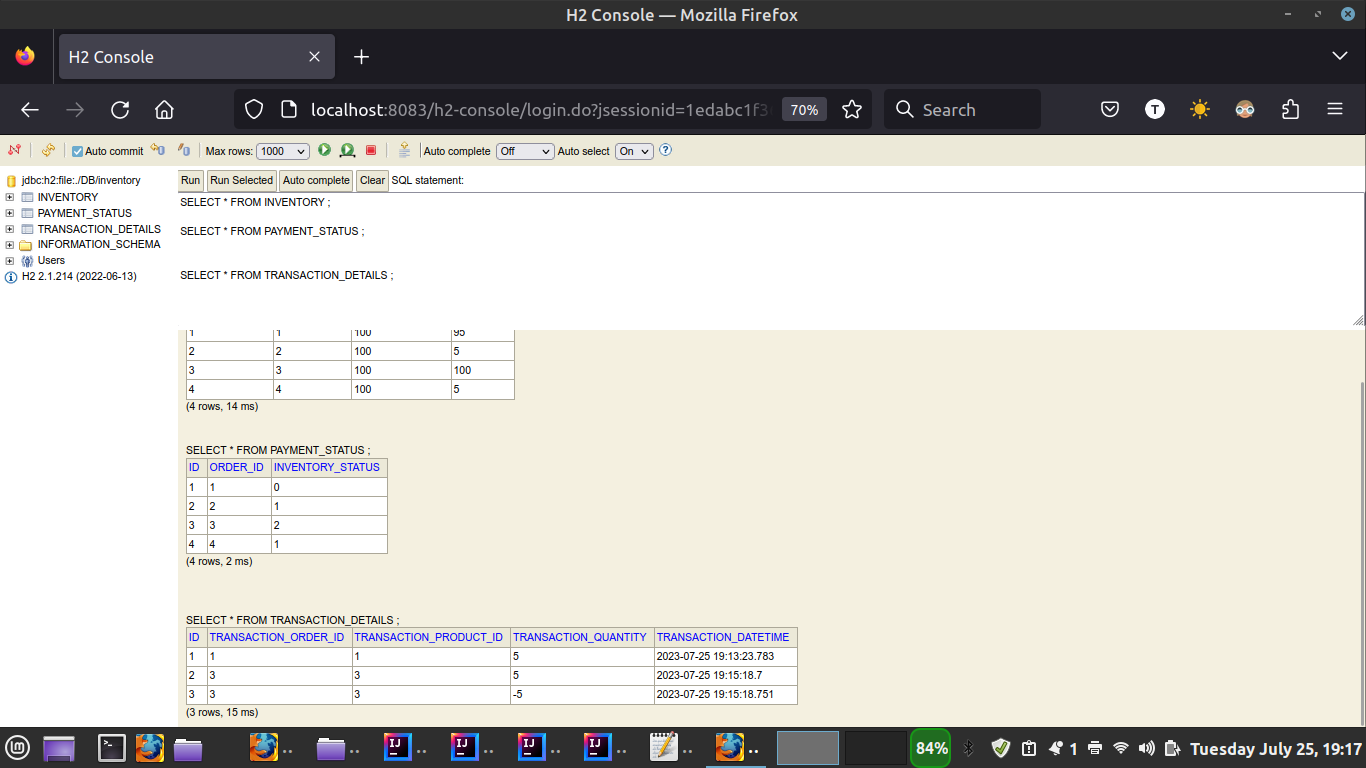 H2 Console — Mozilla Firefox
H2 Console
localhost:8083/h2-console/login.do?jsessionid=1edabc1f3
70%
Search
T
Auto commit
Max rows: 1000
Auto complete Off
Auto select On
jdbc:h2:file:./DB/inventory
INVENTORY
PAYMENT_STATUS
TRANSACTION_DETAILS
INFORMATION_SCHEMA
Users
H2 2.1.214 (2022-06-13)
Run Run Selected Auto complete Clear SQL statement:
SELECT * FROM INVENTORY ;
SELECT * FROM PAYMENT_STATUS ;
SELECT * FROM TRANSACTION_DETAILS ;
1 1 100 95
2 2 100 5
3 3 100 100
4 4 100 5
(4 rows, 14 ms)
SELECT * FROM PAYMENT_STATUS ;
ID ORDER_ID INVENTORY_STATUS
1 1 0
2 2 1
3 3 2
4 4 1
(4 rows, 2 ms)
SELECT * FROM TRANSACTION_DETAILS ;
ID TRANSACTION_ORDER_ID TRANSACTION_PRODUCT_ID TRANSACTION_QUANTITY TRANSACTION_DATETIME
1 1 1 5 2023-07-25 19:13:23.783
2 3 3 5 2023-07-25 19:15:18.7
3 3 3 -5 2023-07-25 19:15:18.751
(3 rows, 15 ms)
IJ IJ IJ IJ
84%
1
Tuesday July 25, 19:17